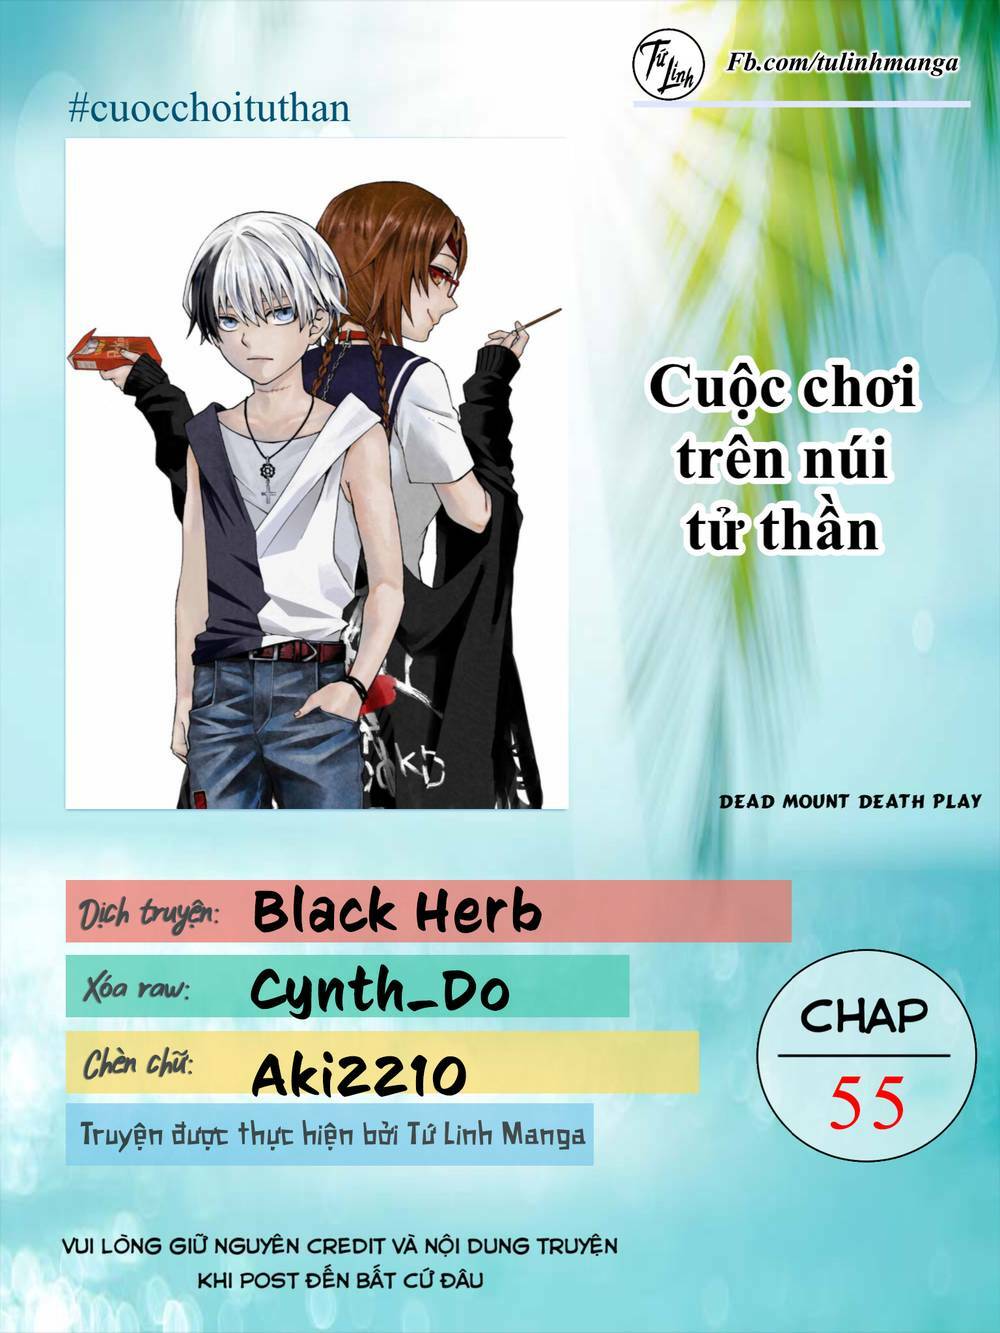 Tứ
Linh
Fb.com/tulinhmanga
#cuocchoituthan
Cuộc chơi
trên núi
tử thần
DEAD MOUNT DEATH PLAY
Dịch truyện: Black Herb
Xóa raw: Cynth_Do
Chèn chữ: Aki2210
Truyện được thực hiện bởi Tứ Linh Manga
CHAP
55
VUI LÒNG GIỮ NGUYÊN CREDIT VÀ NỘI DUNG TRUYỆN
KHI POST ĐẾN BẤT CỨ ĐÂU